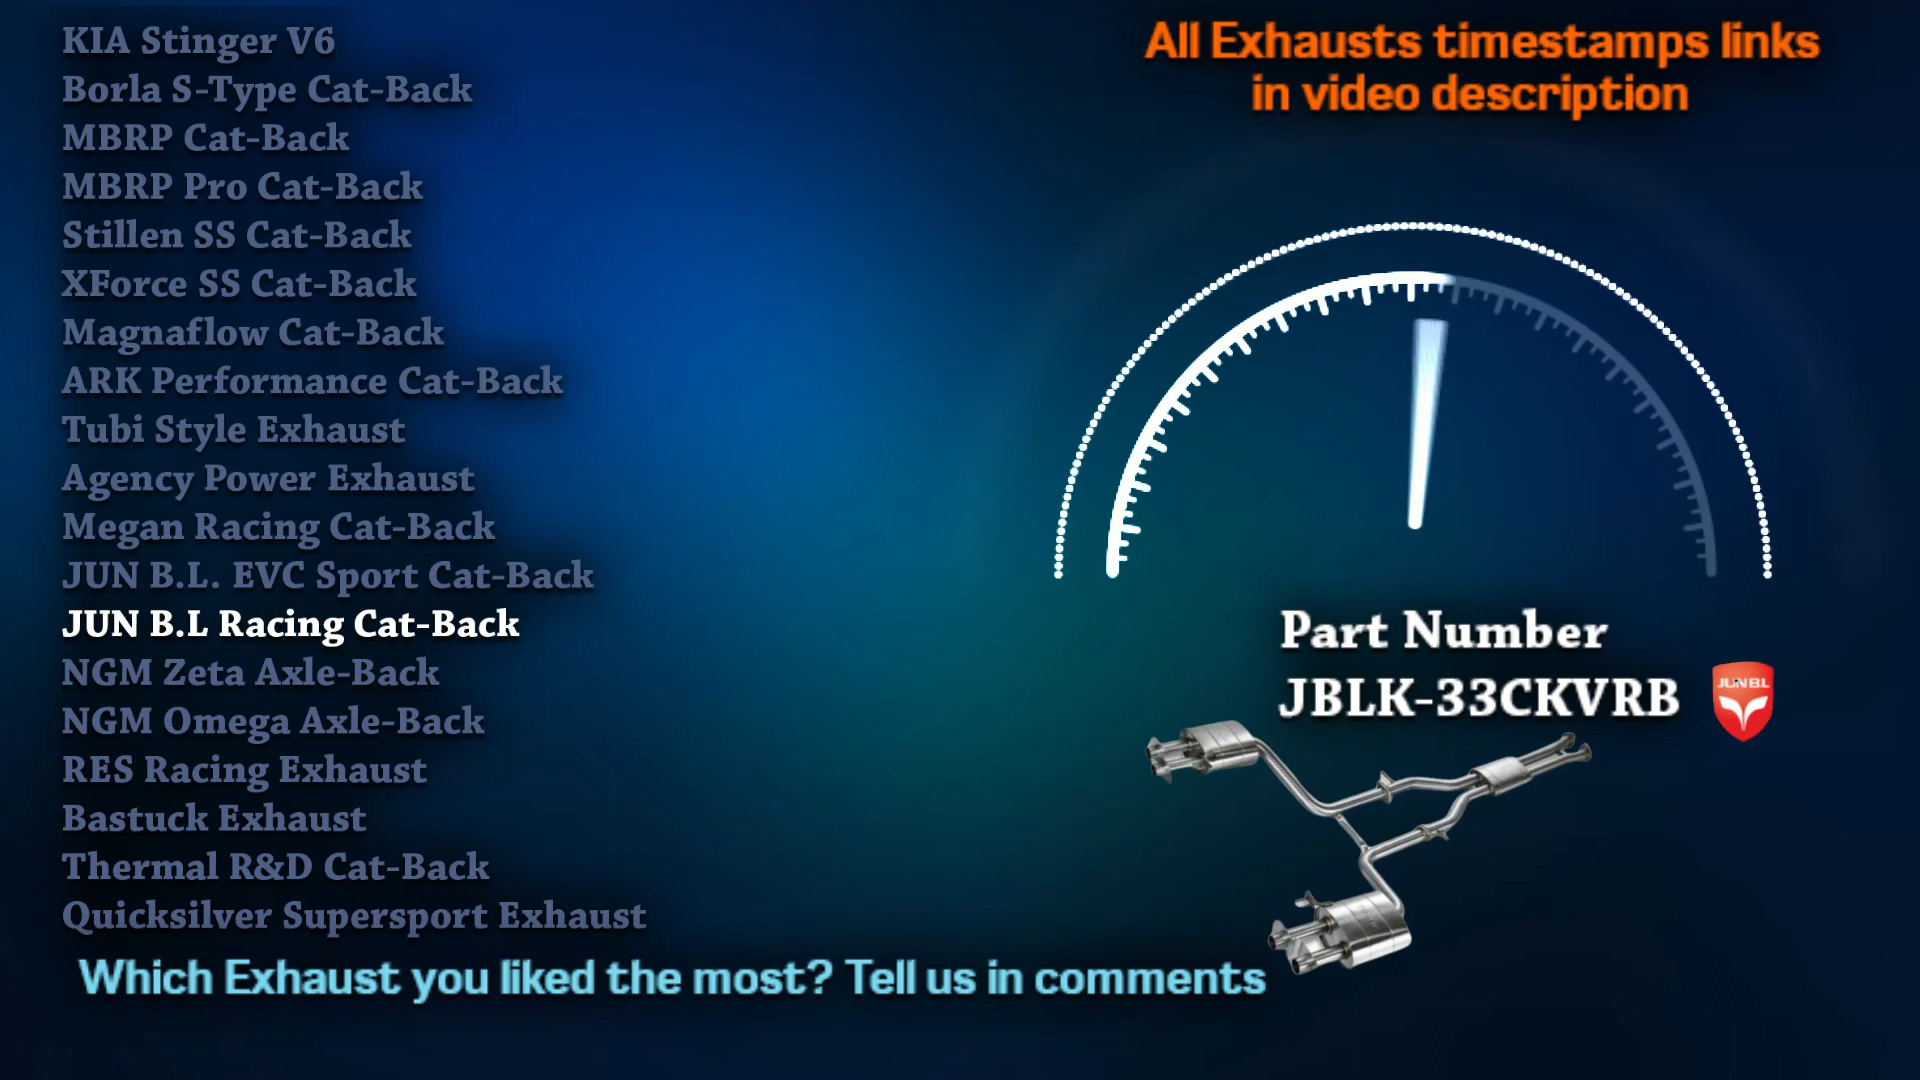 KIA Stinger V6
Borla S-Type Cat-Back
MBRP Cat-Back
MBRP Pro Cat-Back
Stillen SS Cat-Back
XForce SS Cat-Back
Magnaflow Cat-Back
ARK Performance Cat-Back
Tubi Style Exhaust
Agency Power Exhaust
Megan Racing Cat-Back
JUN B.L. EVC Sport Cat-Back
JUN B.L Racing Cat-Back
NGM Zeta Axle-Back
NGM Omega Axle-Back
RES Racing Exhaust
Bastuck Exhaust
Thermal R&D Cat-Back
Quicksilver Supersport Exhaust
Which Exhaust you liked the most? Tell us in comments
All Exhausts timestamps links
in video description
Part Number
JBLK-33CKVRB
JUN BL